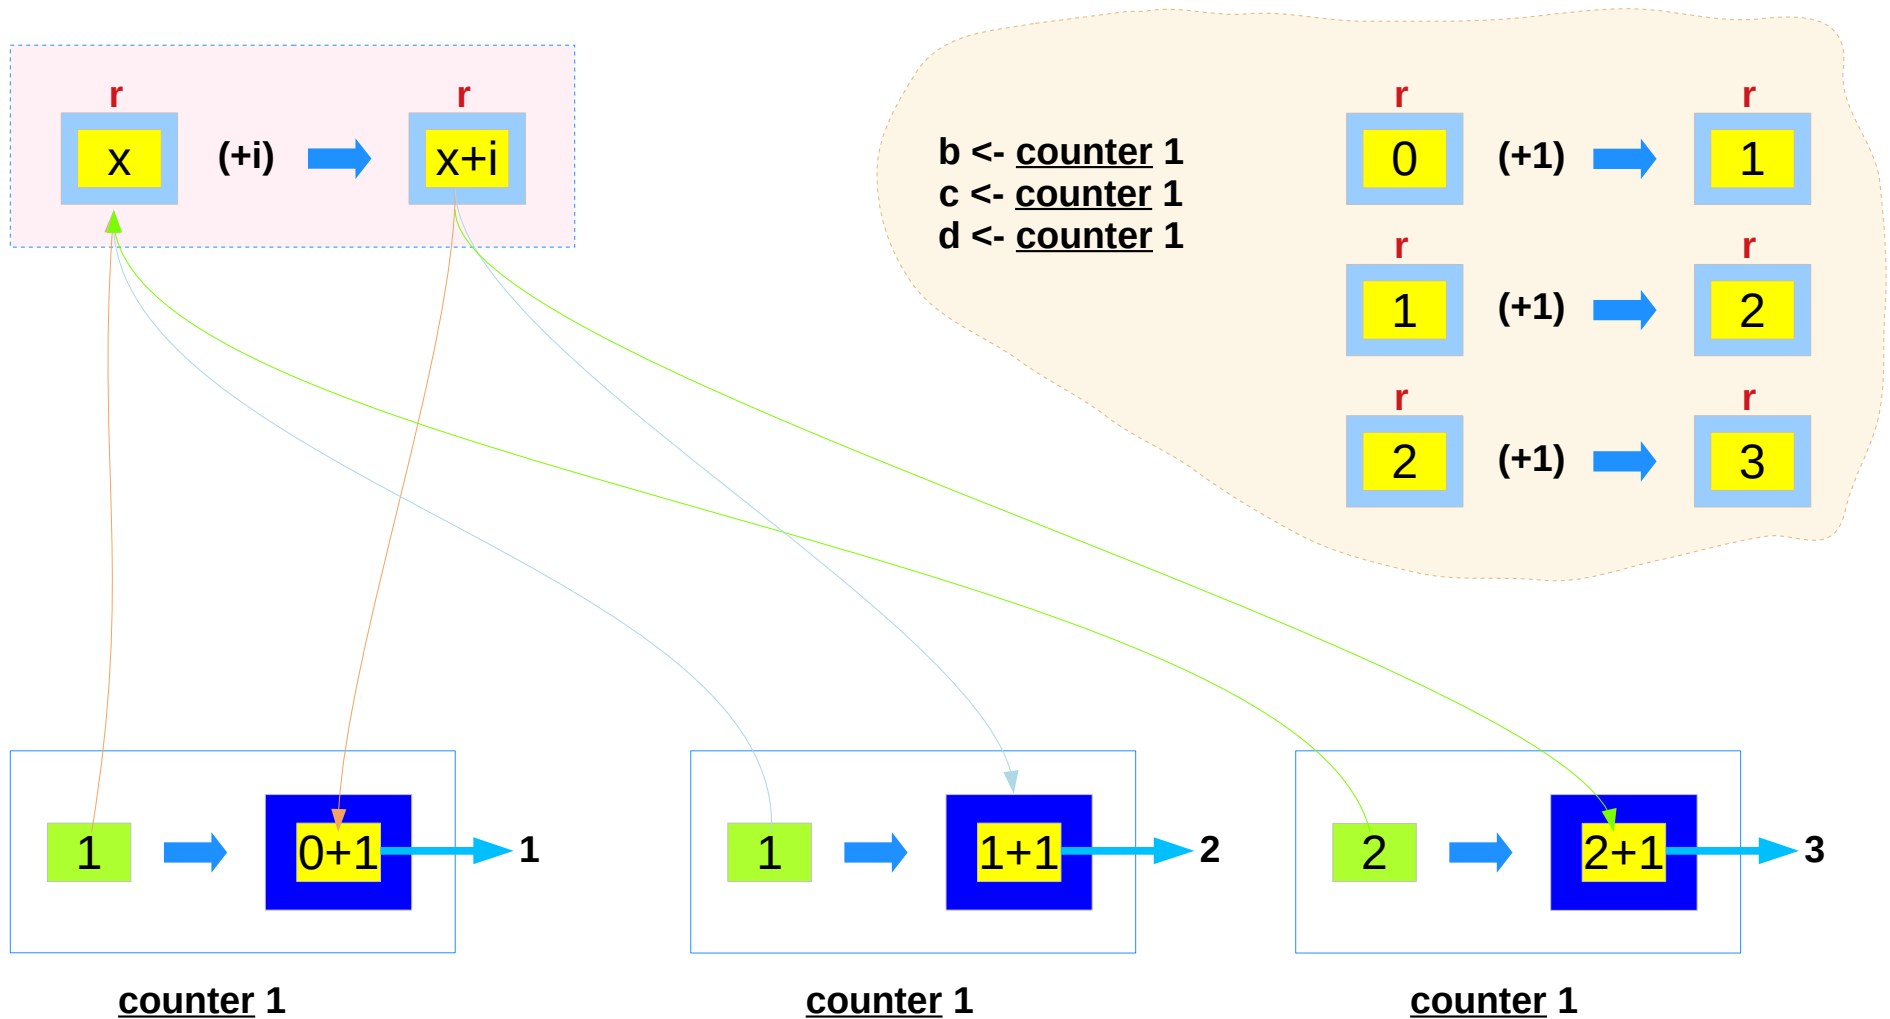 r r
x (+i) x+i
b <- counter 1
c <- counter 1
d <- counter 1
r r
0 (+1) 1
r r
1 (+1) 2
r r
2 (+1) 3
1 0+1 1
counter 1
1 1+1 2
counter 1
2 2+1 3
counter 1